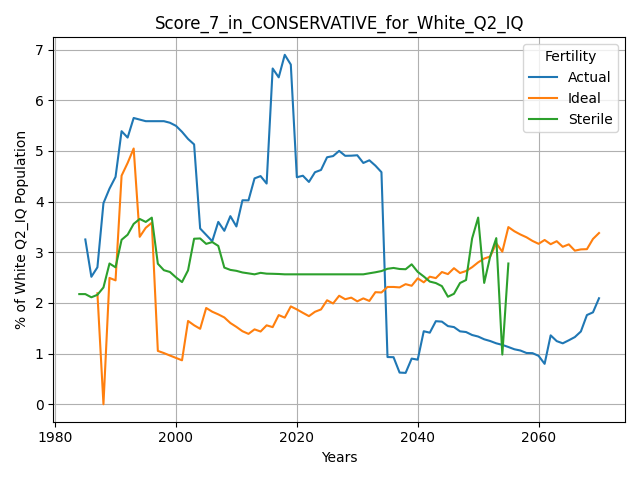 Score_7_in_CONSERVATIVE_for_White_Q2_IQ
Fertility
Actual
Ideal
Sterile
% of White Q2_IQ Population
7
6
5
4
3
2
1
0
1980
2000
2020
2040
2060
Years